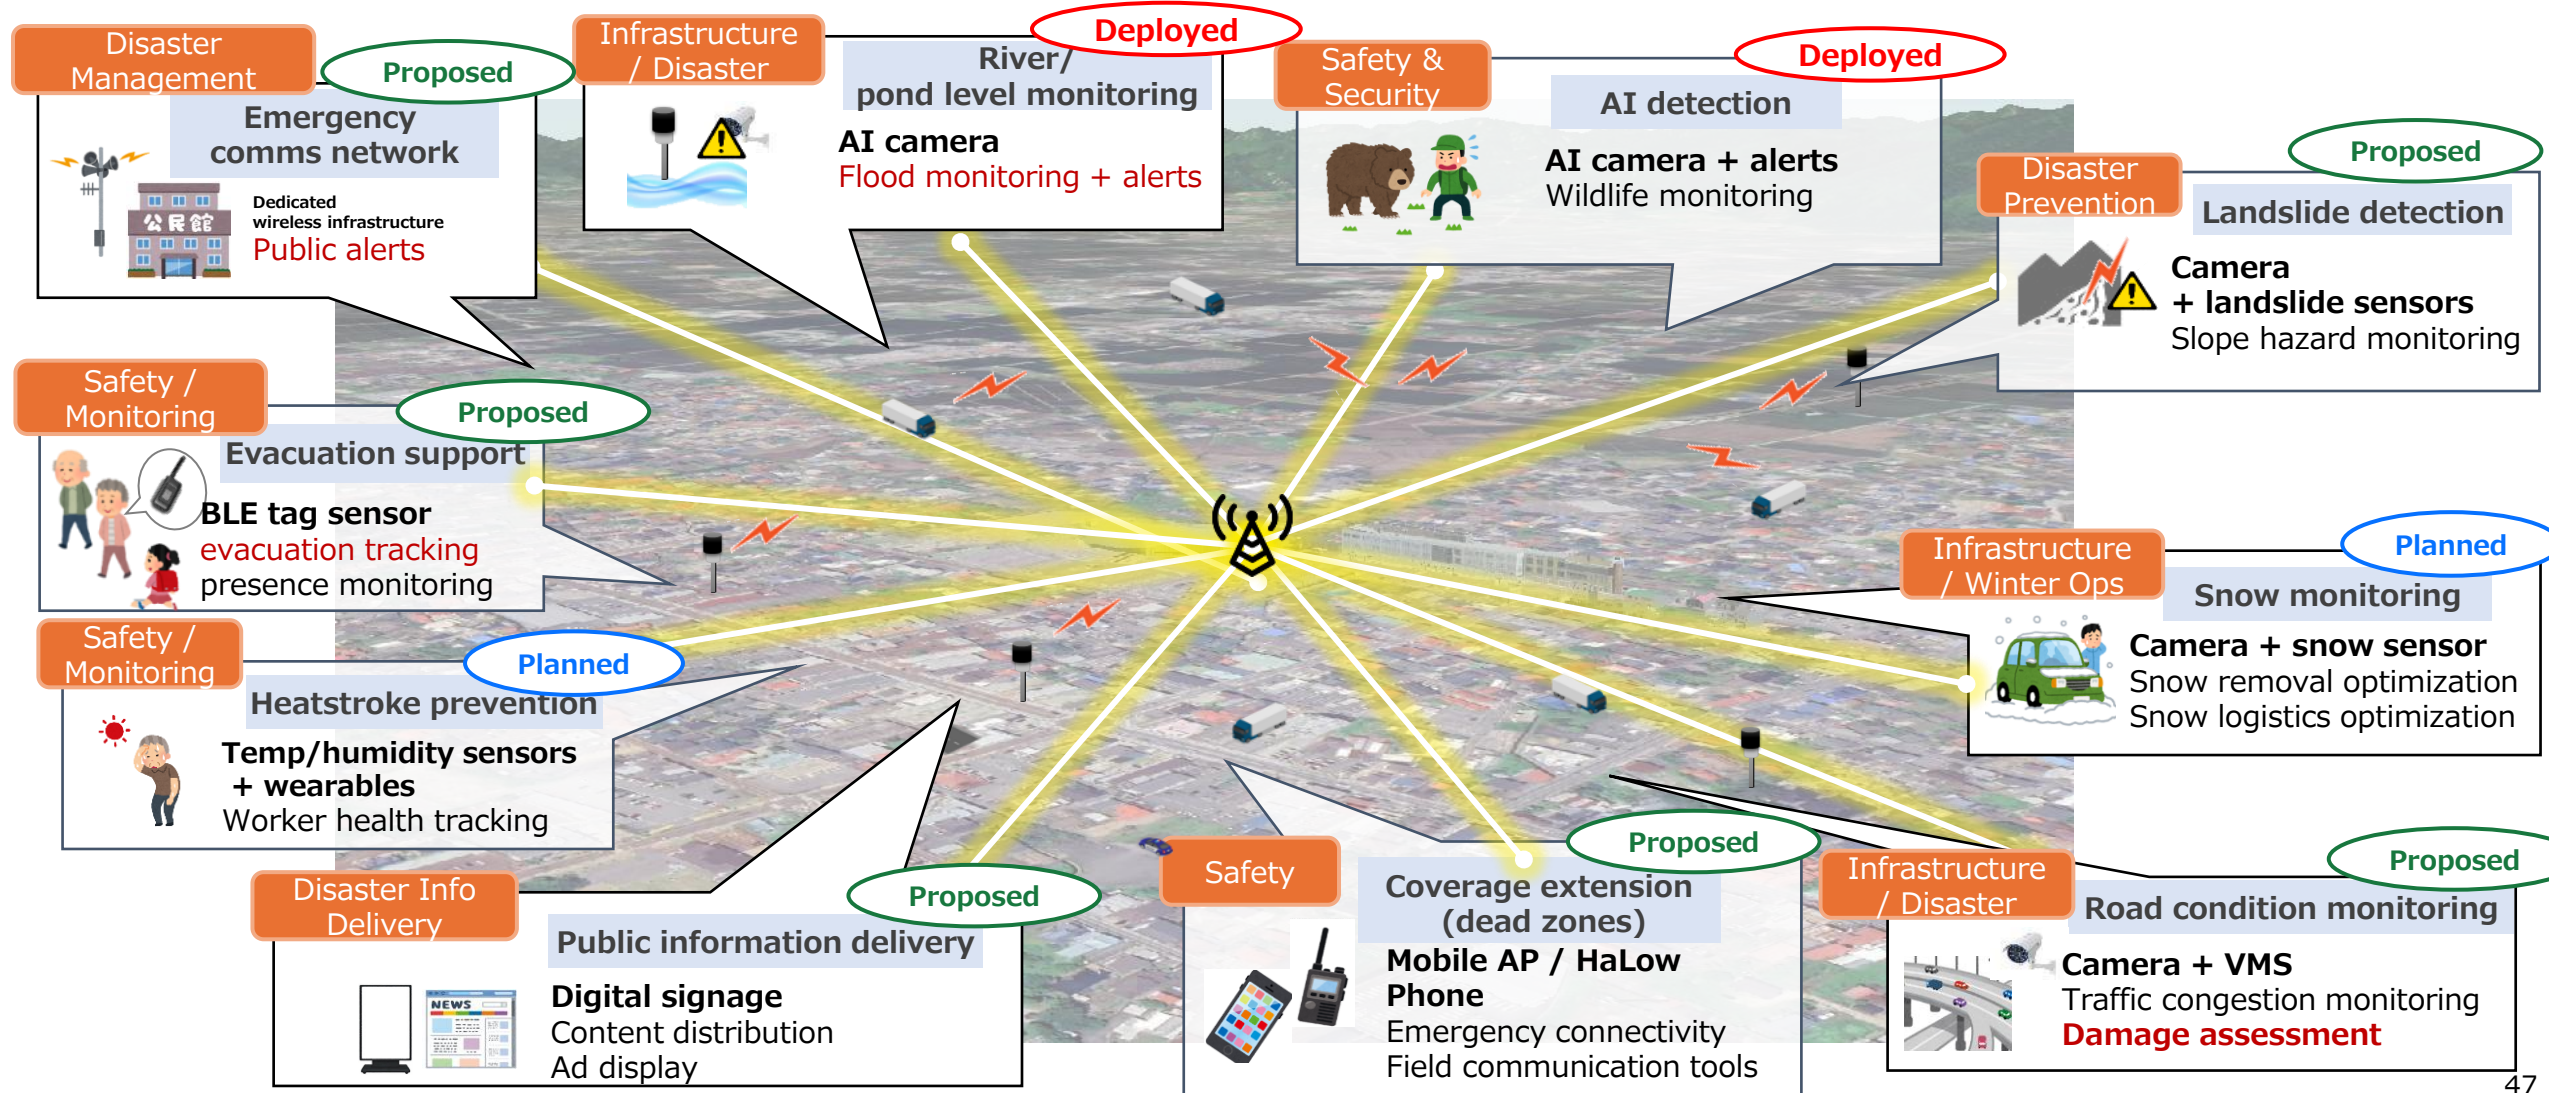 Disaster
Management
Proposed
Emergency
comms network
Dedicated
wireless infrastructure
Public alerts
公民館
Infrastructure
/ Disaster
Deployed
River/
pond level monitoring
AI camera
Flood monitoring + alerts
Safety &
Security
Deployed
AI detection
AI camera + alerts
Wildlife monitoring
Disaster
Prevention
Proposed
Landslide detection
Camera
+ landslide sensors
Slope hazard monitoring
Safety /
Monitoring
Proposed
Evacuation support
BLE tag sensor
evacuation tracking
presence monitoring
Infrastructure
/ Winter Ops
Planned
Snow monitoring
Camera + snow sensor
Snow removal optimization
Snow logistics optimization
Safety /
Monitoring
Planned
Heatstroke prevention
Temp/humidity sensors
+ wearables
Worker health tracking
Disaster Info
Delivery
Proposed
Public information delivery
NEWS
Digital signage
Content distribution
Ad display
Safety
Proposed
Coverage extension
(dead zones)
Mobile AP / HaLow
Phone
Emergency connectivity
Field communication tools
Infrastructure
/ Disaster
Proposed
Road condition monitoring
Camera + VMS
Traffic congestion monitoring
Damage assessment
47